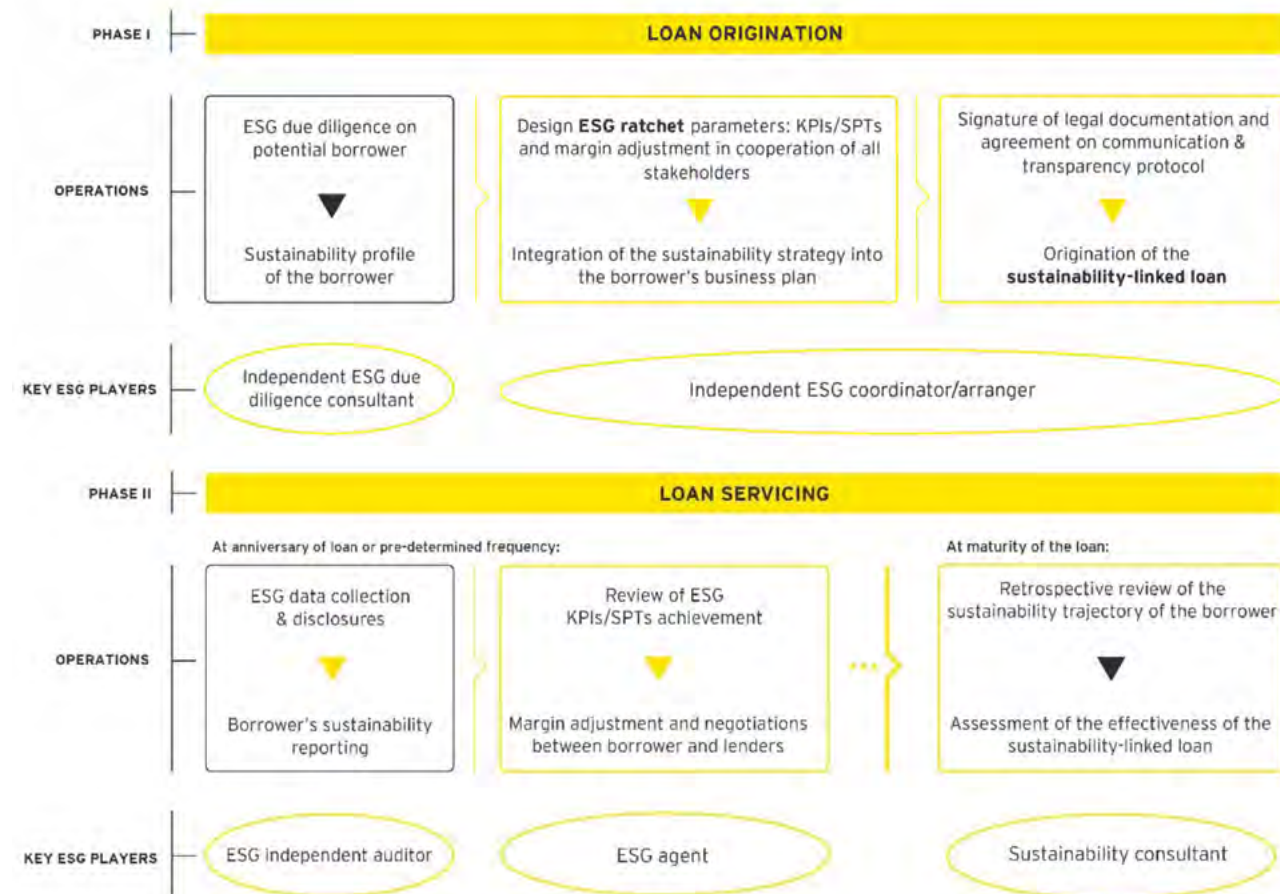 PHASE I
LOAN ORIGINATION
OPERATIONS
ESG due diligence on
potential borrower
Sustainability profile
of the borrower
Design ESG ratchet parameters: KPIs/SPTs
and margin adjustment in cooperation of all
stakeholders
Integration of the sustainability strategy into
the borrower's business plan
Signature of legal documentation and
agreement on communication &
transparency protocol
Origination of the
sustainability-linked loan
KEY ESG PLAYERS
Independent ESG due
diligence consultant
Independent ESG coordinator/arranger
PHASE II
LOAN SERVICING
At anniversary of loan or pre-determined frequency:
At maturity of the loan:
OPERATIONS
ESG data collection
& disclosures
Borrower's sustainability
reporting
Review of ESG
KPIs/SPTs achievement
Margin adjustment and negotiations
between borrower and lenders
Retrospective review of the
sustainability trajectory of the borrower
Assessment of the effectiveness of the
sustainability-linked loan
KEY ESG PLAYERS
ESG independent auditor
ESG agent
Sustainability consultant